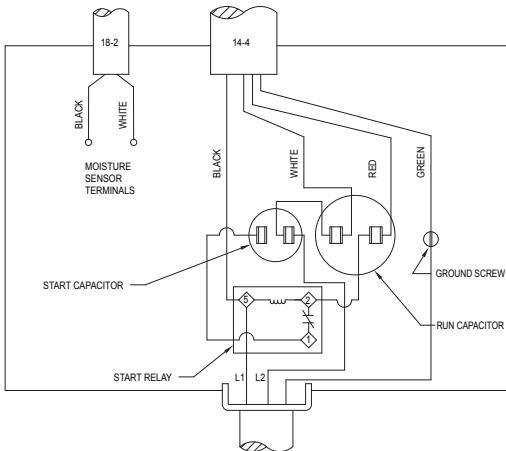 18-2
14-4
BLACK
WHITE
BLACK
WHITE
RED
GREEN
MOISTURE
SENSOR
TERMINALS
START CAPACITOR
GROUND SCREW
5
2
RUN CAPACITOR
1
START RELAY
L1
L2